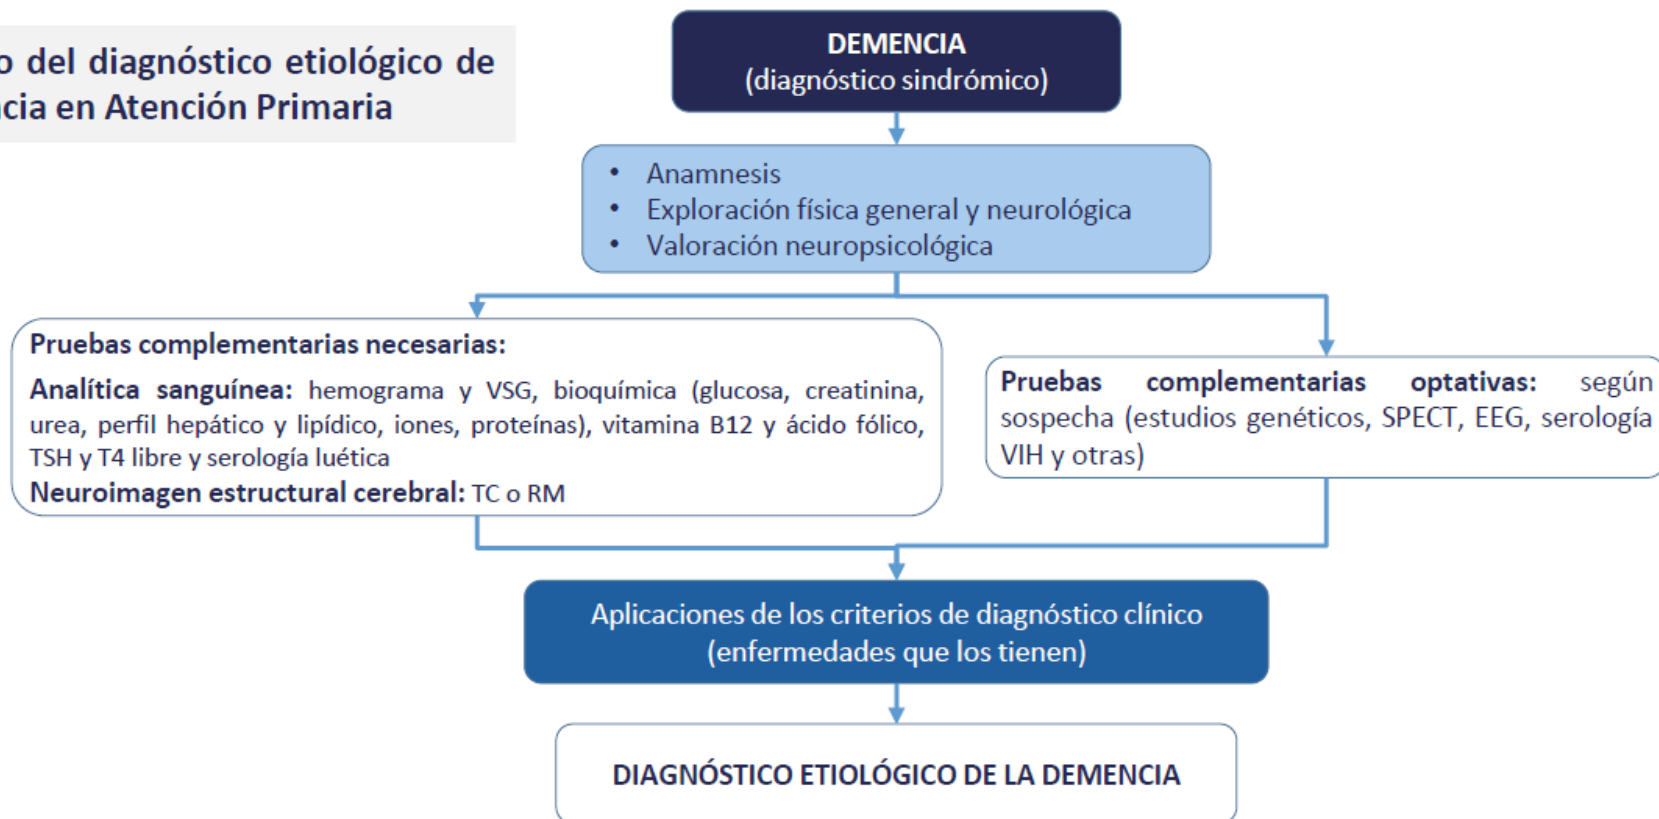 del diagnóstico etiológico de
en Atención Primaria
DEMENCIA
(diagnóstico sindrómico)
• Anamnesis
• Exploración física general y neurológica
• Valoración neuropsicológica
Pruebas complementarias necesarias:
Analítica sanguínea: hemograma y VSG, bioquímica (glucosa, creatinina,
urea, perfil hepático y lipídico, iones, proteínas), vitamina B12 y ácido fólico,
TSH y T4 libre y serología luética
Neuroimagen estructural cerebral: TC o RM
Pruebas complementarias optativas: según
sospecha (estudios genéticos, SPECT, EEG, serología
VIH y otras)
Aplicaciones de los criterios de diagnóstico clínico
(enfermedades que los tienen)
DIAGNÓSTICO ETIOLÓGICO DE LA DEMENCIA